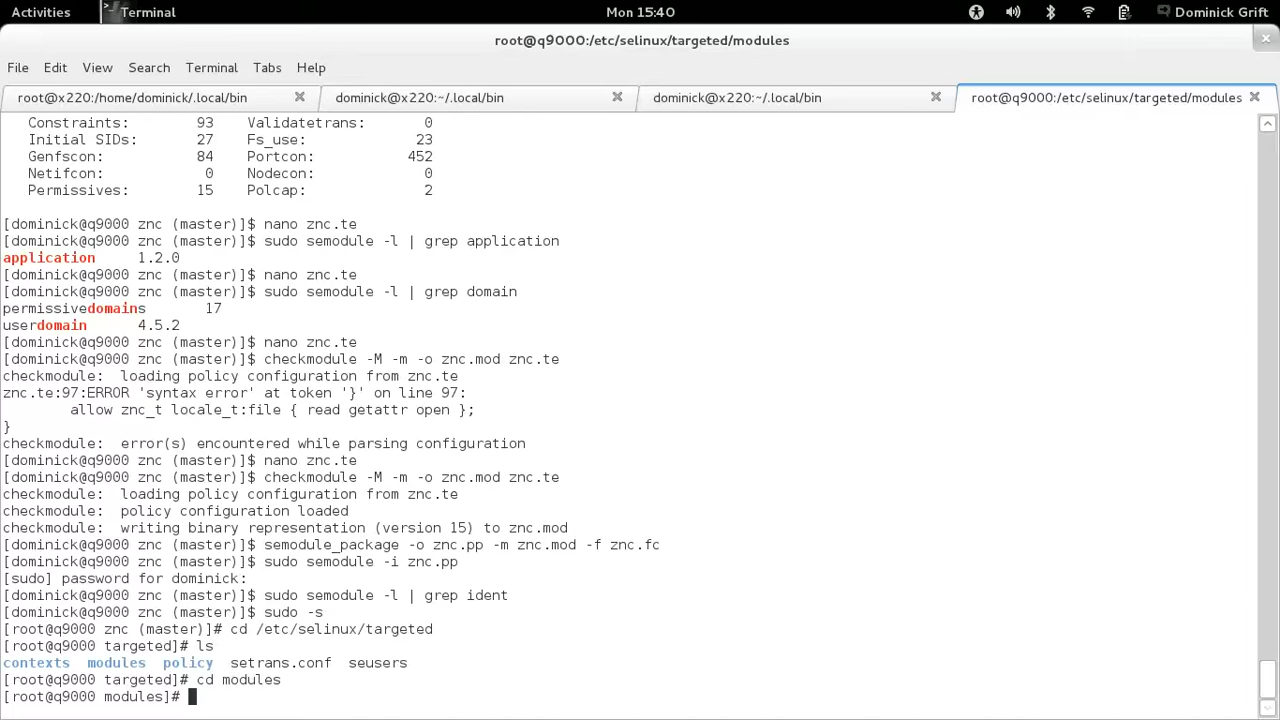 Activities Terminal Mon 15:40 Dominick Grift
root@q9000:/etc/selinux/targeted/modules
File Edit View Search Terminal Tabs Help
root@x220:/home/dominick/.local/bin dominick@x220:~/.local/bin dominick@x220:~/.local/bin root@q9000:/etc/selinux/targeted/modules
Constraints: 93 Validatetrans: 0
Initial SIDs: 27 Fs_use: 23
Genfscon: 84 Portcon: 452
Netifcon: 0 Nodecon: 0
Permissives: 15 Polcap: 2
[dominick@q9000 znc (master)]$ nano znc.te
[dominick@q9000 znc (master)]$ sudo semodule -l | grep application
application 1.2.0
[dominick@q9000 znc (master)]$ nano znc.te
[dominick@q9000 znc (master)]$ sudo semodule -l | grep domain
permissivedomains 17
userdomain 4.5.2
[dominick@q9000 znc (master)]$ nano znc.te
[dominick@q9000 znc (master)]$ checkmodule -M -m -o znc.mod znc.te
checkmodule: loading policy configuration from znc.te
znc.te:97:ERROR 'syntax error' at token '}' on line 97:
allow znc_t locale_t:file { read getattr open };
}
checkmodule: error(s) encountered while parsing configuration
[dominick@q9000 znc (master)]$ nano znc.te
[dominick@q9000 znc (master)]$ checkmodule -M -m -o znc.mod znc.te
checkmodule: loading policy configuration from znc.te
checkmodule: policy configuration loaded
checkmodule: writing binary representation (version 15) to znc.mod
[dominick@q9000 znc (master)]$ semodule_package -o znc.pp -m znc.mod -f znc.fc
[dominick@q9000 znc (master)]$ sudo semodule -i znc.pp
[sudo] password for dominick:
[dominick@q9000 znc (master)]$ sudo semodule -l | grep ident
[dominick@q9000 znc (master)]$ sudo -s
[root@q9000 znc (master)]# cd /etc/selinux/targeted
[root@q9000 targeted]# ls
contexts modules policy setrans.conf seusers
[root@q9000 targeted]# cd modules
[root@q9000 modules]#